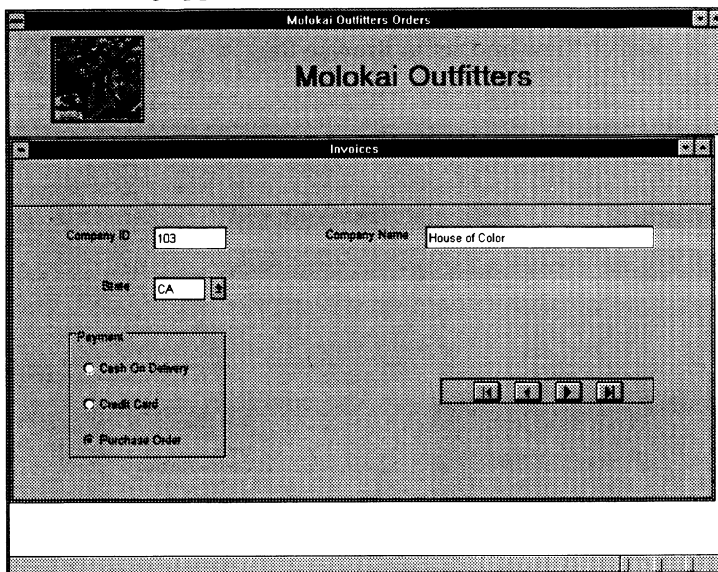 Molokai Outfitters Orders
Molokai Outfitters
Invoices
Company ID 103 Company Name House of Color
State CA
Payment
Cash On Delivery
Credit Card
Purchase Order